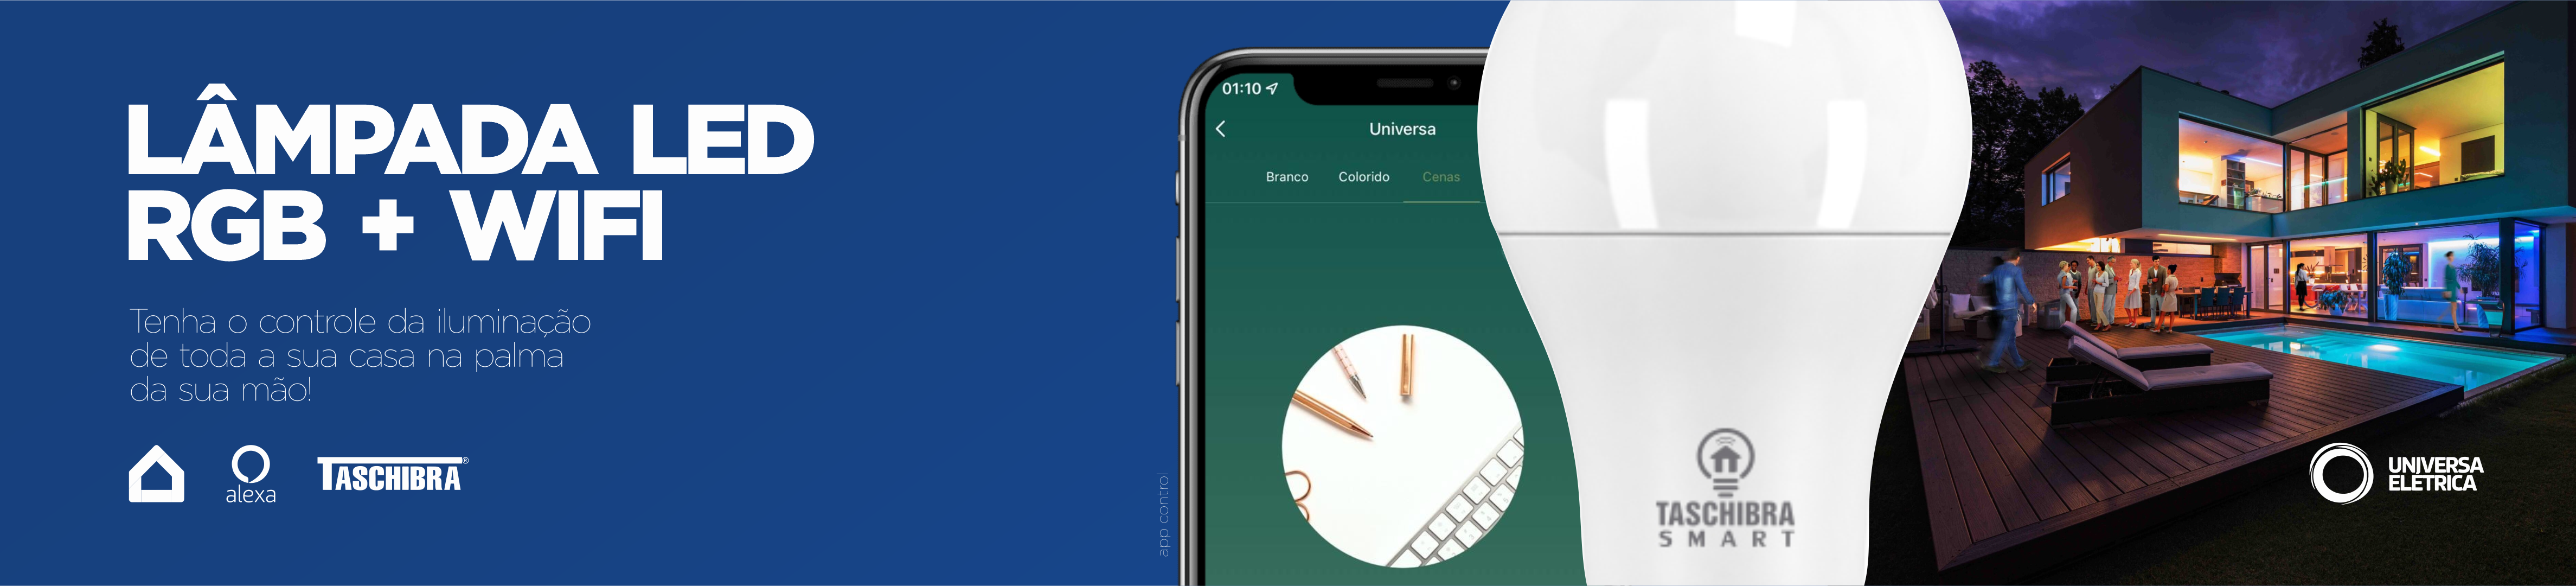 LÂMPADA LED
RGB + WIFI
Tenha o controle da iluminação
de toda a sua casa na palma
da sua mão!
alexa
TASCHIBRA®
app control
01:10
Universa
Branco Colorido Cenas
TASCHIBRA
SMART
UNIVERSA
ELETRICA